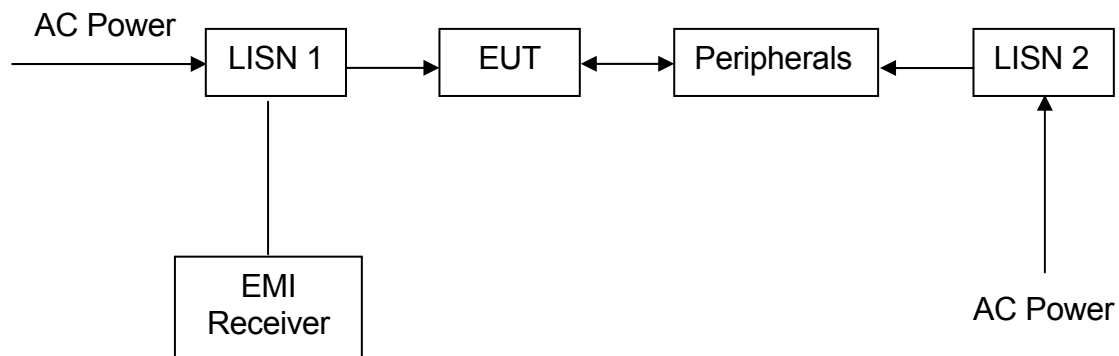 AC Power
LISN 1
EUT
Peripherals
LISN 2
EMI
Receiver
AC Power